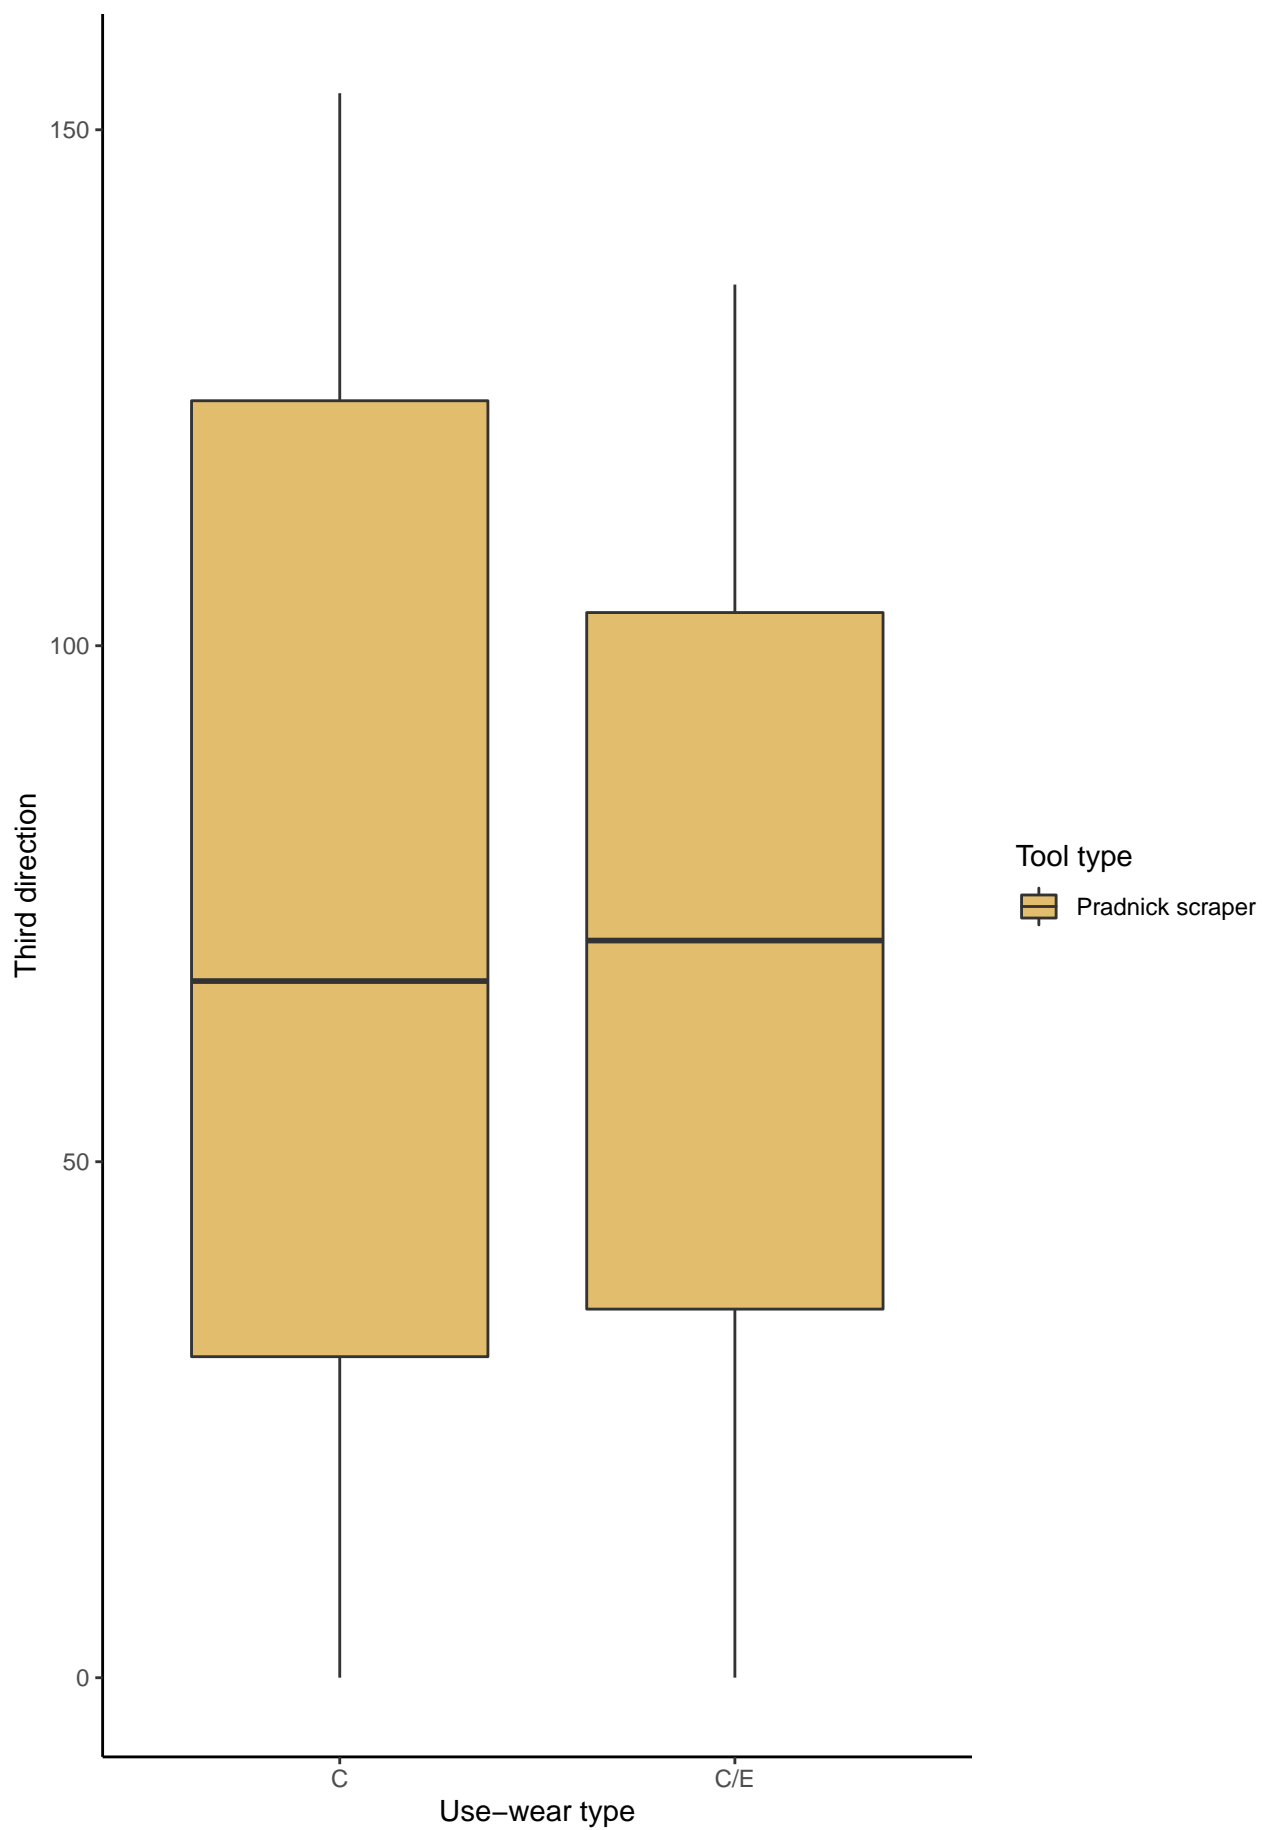 150
100
50
0
Third direction
C
C/E
Use−wear type
Tool type
Pradnick scraper